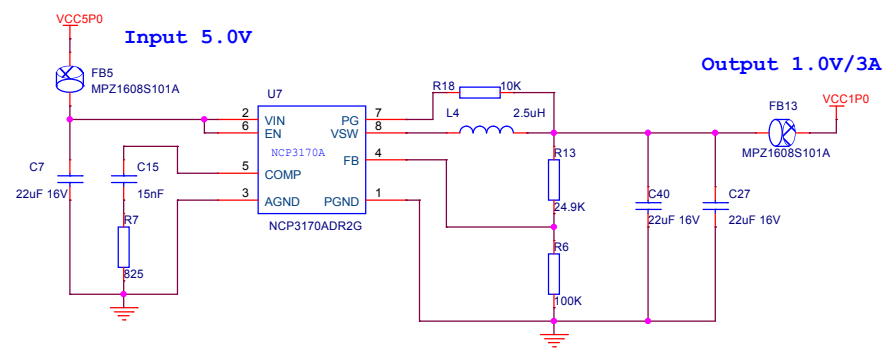 VCC5P0
Input 5.0V
FB5
MPZ1608S101A
Output 1.0V/3A
VCC1P0
FB13
MPZ1608S101A
R18
10K
U7
L4
2.5uH
2
VIN
PG
7
6
EN
VSW
8
NCP3170A
FB
4
5
COMP
3
AGND
PGND
1
NCP3170ADR2G
C7
22uF 16V
C15
15nF
R7
825
R13
24.9K
R6
100K
C40
22uF 16V
C27
22uF 16V